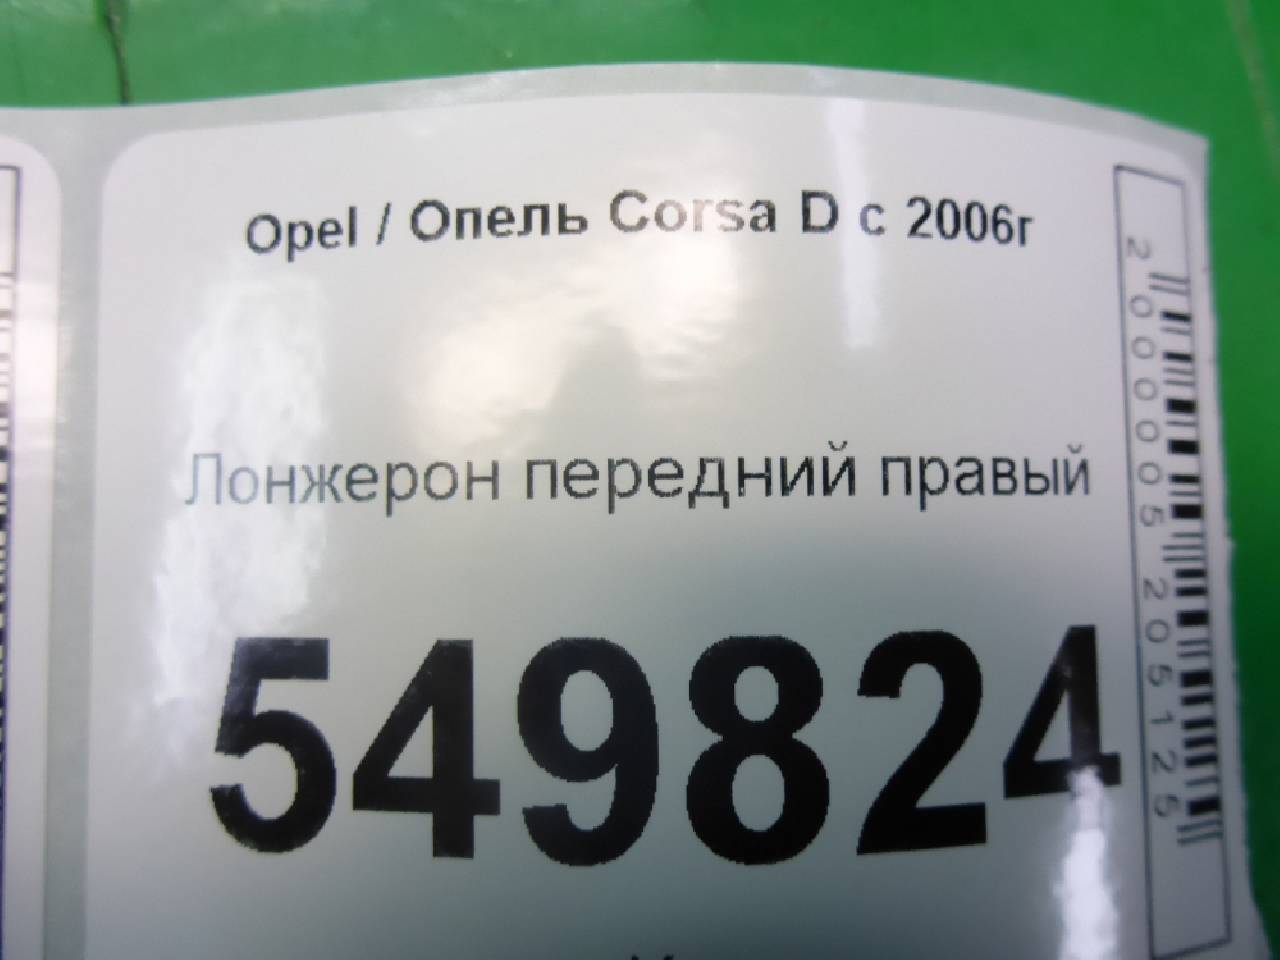 Opel / Опель Corsa D с 2006г
Лонжерон передний правый
549824
2000005205125